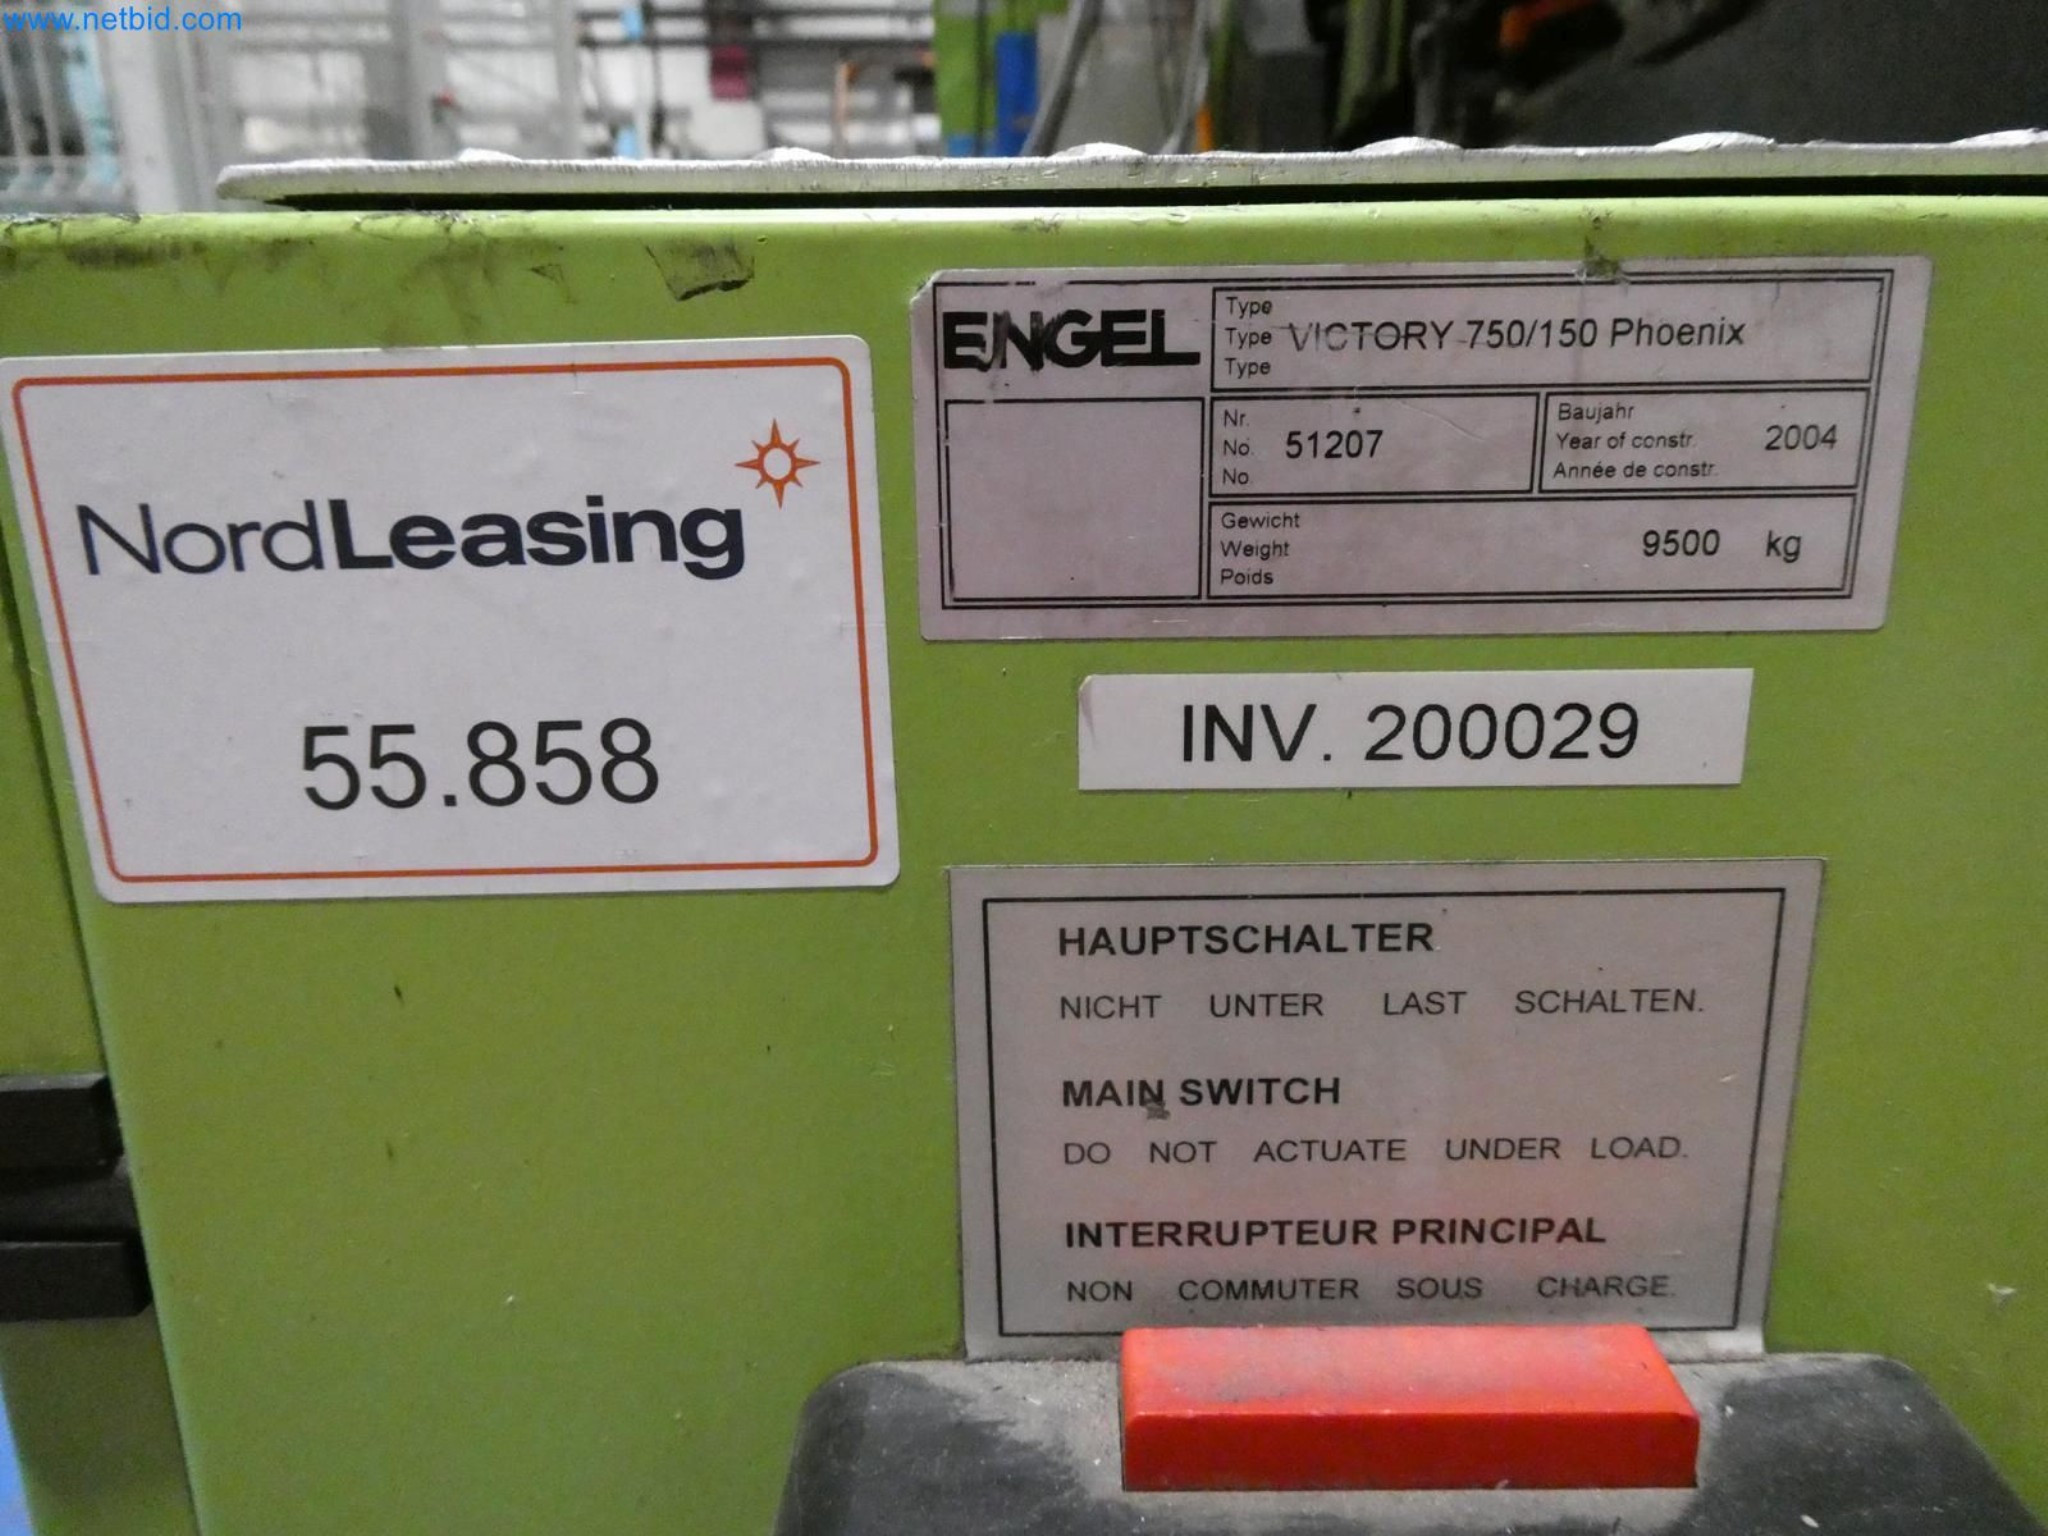 www.netbid.com
NordLeasing
55.858
ENGEL
Type
Type VICTORY 750/150 Phoenix
Type
Nr.
No. 51207
No.
Baujahr
Year of constr. 2004
Année de constr.
Gewicht
Weight 9500 kg
Poids
INV. 200029
HAUPTSCHALTER
NICHT UNTER LAST SCHALTEN.
MAIN SWITCH
DO NOT ACTUATE UNDER LOAD.
INTERRUPTEUR PRINCIPAL
NON COMMUTER SOUS CHARGE.